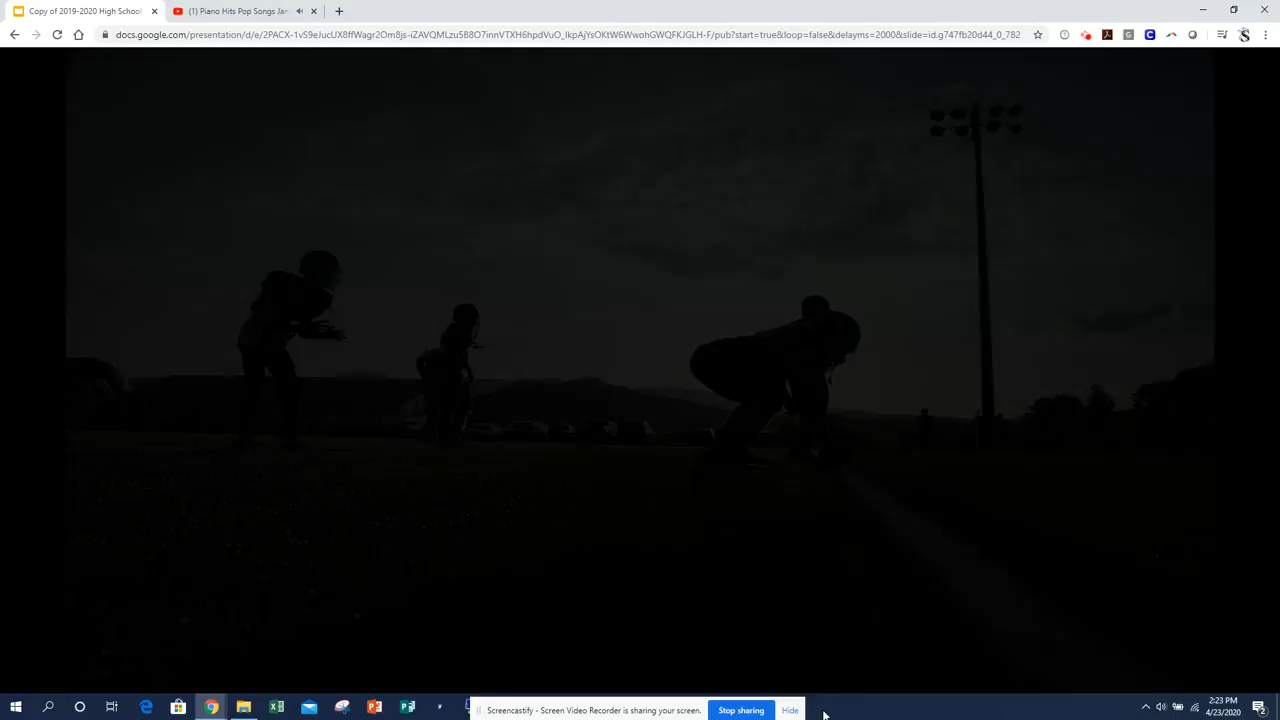 Copy of 2019-2020 High School
(1) Piano Hits Pop Songs Jan
docs.google.com/presentation/d/e/2PACX-1vS9eJucUX8ffWagr2Om8js-iZAVQMLzuSB8O7innVTXH6hpdVuO_lkpAjYsOKtW6WwohGWQFKJGLH-F/pub?start=true&loop=false&delayms=2000&slide=id.g747fb20d44_0_782
Screencastify - Screen Video Recorder is sharing your screen.
Stop sharing
Hide
2:23 PM
4/23/2020
2